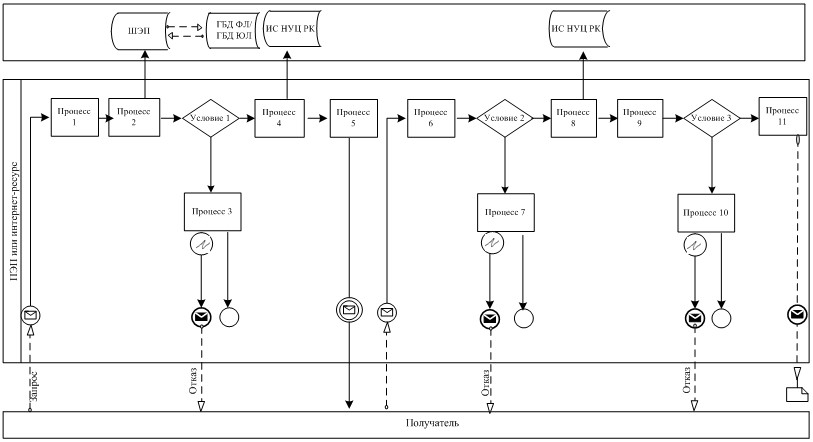 ШЭП
ГБД ФЛ/
ГБД ЮЛ
ИС НУЦ РК
ИС НУЦ РК
ПЭП или интернет-ресурс
Процесс
1
Процесс
2
Условие 1
Процесс
4
Процесс
5
Процесс
6
Условие 2
Процесс
8
Процесс
9
Условие 3
Процесс
11
Процесс 3
Процесс 7
Процесс 10
запрос
Отказ
Отказ
Отказ
Получатель